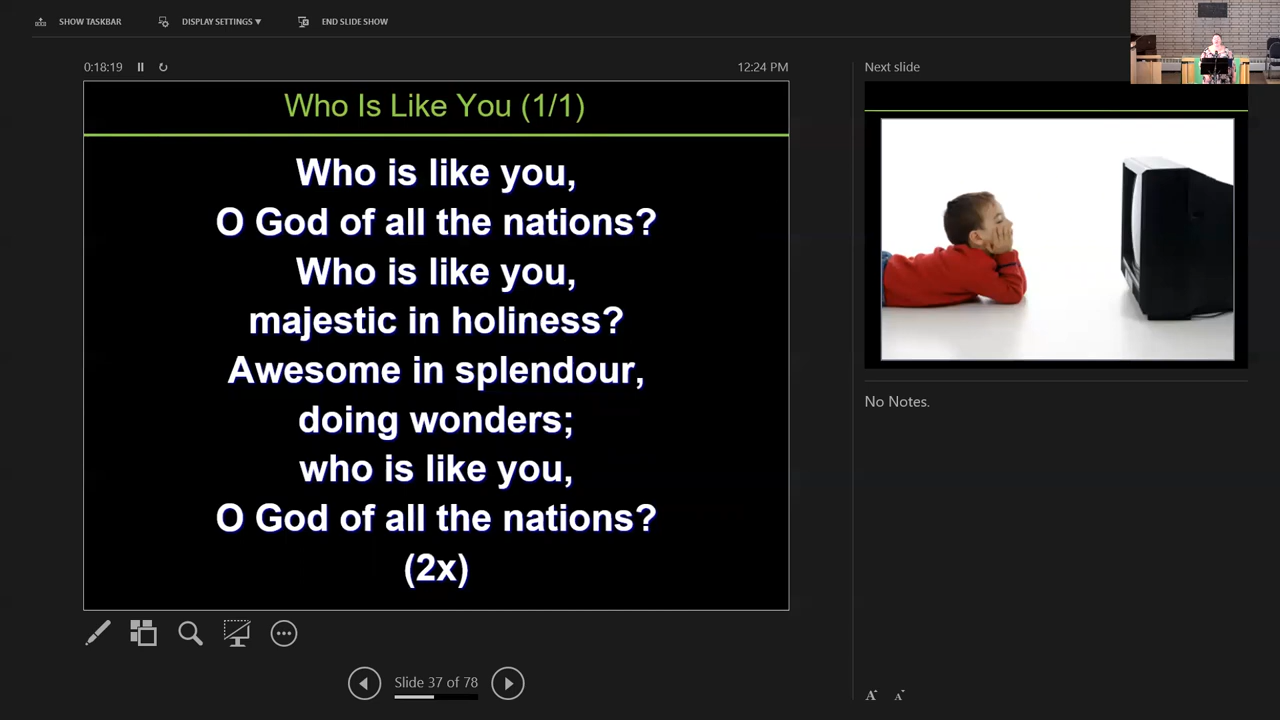 SHOW TASKBAR
DISPLAY SETTINGS ▼
END SLIDE SHOW
0:18:19
12:24 PM
Who Is Like You (1/1)
Who is like you,
O God of all the nations?
Who is like you,
majestic in holiness?
Awesome in splendour,
doing wonders;
who is like you,
O God of all the nations?
(2x)
Slide 37 of 78
Next slide
No Notes.
A A